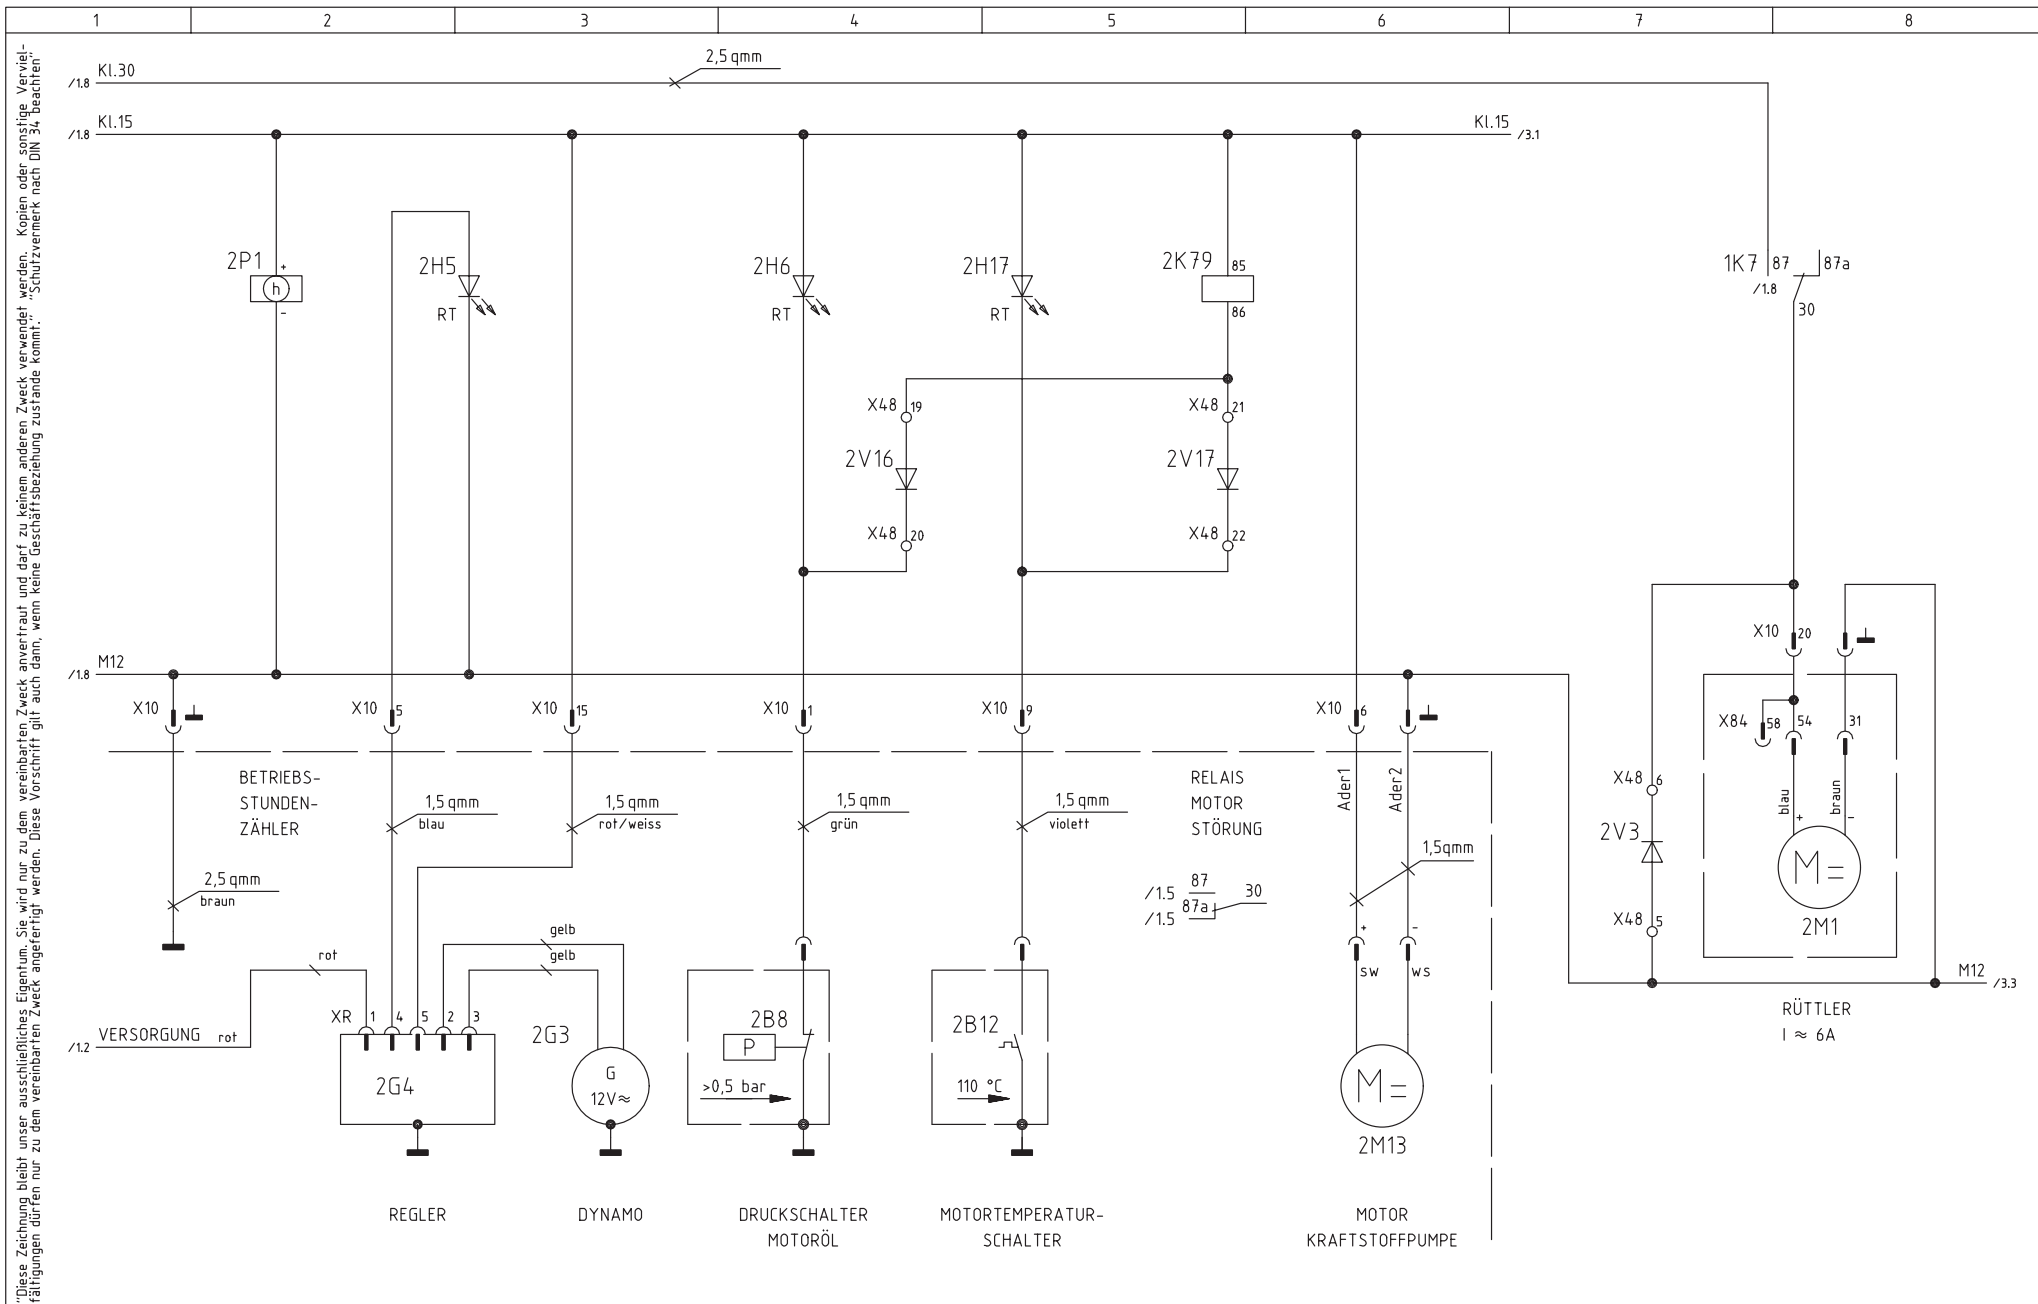 1 2 3 4 5 6 7 8
"Diese Zeichnung bleibt unser ausschließliches Eigentum. Sie wird nur zu dem vereinbarten Zweck anvertraut und darf zu keinem anderen Zweck verwendet werden. Kopien oder sonstige Verviel-
fältigungen dürfen nur zu dem vereinbarten Zweck angefertigt werden. Diese Vorschrift gilt auch dann, wenn keine Geschäftsbeziehung zustande kommt." "Schutzvermerk nach DIN 34 beachten"
2,5 qmm
/1.8 Kl.30
/1.8 Kl.15
Kl.15 /3.1
2P1 + h -
2H5 RT
2H6 RT
2H17 RT
2K79 85 86
1K7 87 87a
/1.8
30
X48 19
X48 21
2V16
2V17
X48 20
X48 22
/1.8 M12
X10
X10 5
X10 15
X10 1
X10 9
X10 6
X10 20
X84 58 54 31
BETRIEBS-
STUNDEN-
ZÄHLER
1,5 qmm
blau
1,5 qmm
rot/weiss
1,5 qmm
grün
1,5 qmm
violett
RELAIS
MOTOR
STÖRUNG
Ader1
Ader2
1,5qmm
2,5 qmm
braun
/1.5 87
/1.5 87a
30
X48 6
2V3
X48 5
blau
braun
+ -
M=
2M1
gelb
gelb
rot
+ -
sw ws
M12 /3.3
RÜTTLER
I ≈ 6A
/1.2 VERSORGUNG rot
XR 1 4 5 2 3
2G4
2G3
G
12V≈
2B8
P
>0,5 bar
2B12
110 °C
M=
2M13
REGLER
DYNAMO
DRUCKSCHALTER
MOTORÖL
MOTORTEMPERATUR-
SCHALTER
MOTOR
KRAFTSTOFFPUMPE